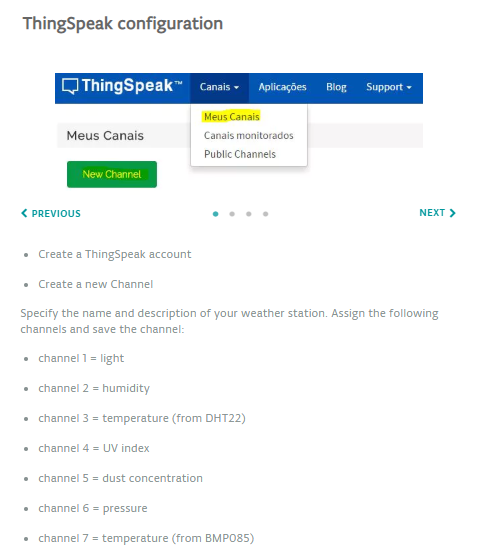 ThingSpeak configuration
ThingSpeak™ Canais Aplicações Blog Support
Meus Canais
Canais monitorados
Public Channels
Meus Canais
New Channel
PREVIOUS
NEXT
Create a ThingSpeak account
Create a new Channel
Specify the name and description of your weather station. Assign the following
channels and save the channel:
channel 1 = light
channel 2 = humidity
channel 3 = temperature (from DHT22)
channel 4 = UV index
channel 5 = dust concentration
channel 6 = pressure
channel 7 = temperature (from BMP085)